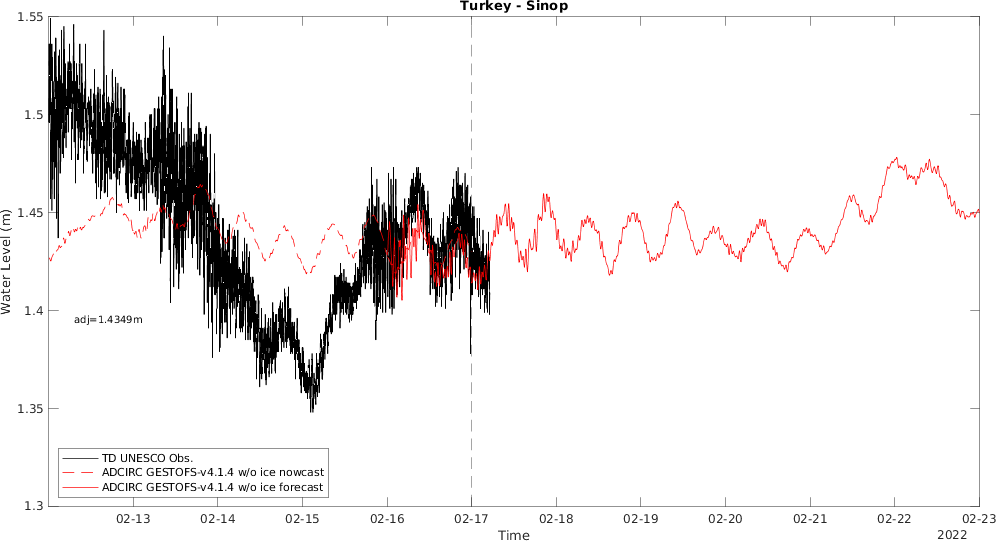 Turkey - Sinop
1.55
1.5
1.45
1.4
1.35
1.3
Water Level (m)
adj=1.4349m
TD UNESCO Obs.
ADCIRC GESTOFS-v4.1.4 w/o ice nowcast
ADCIRC GESTOFS-v4.1.4 w/o ice forecast
02-13 02-14 02-15 02-16 02-17 02-18 02-19 02-20 02-21 02-22 02-23
Time
2022